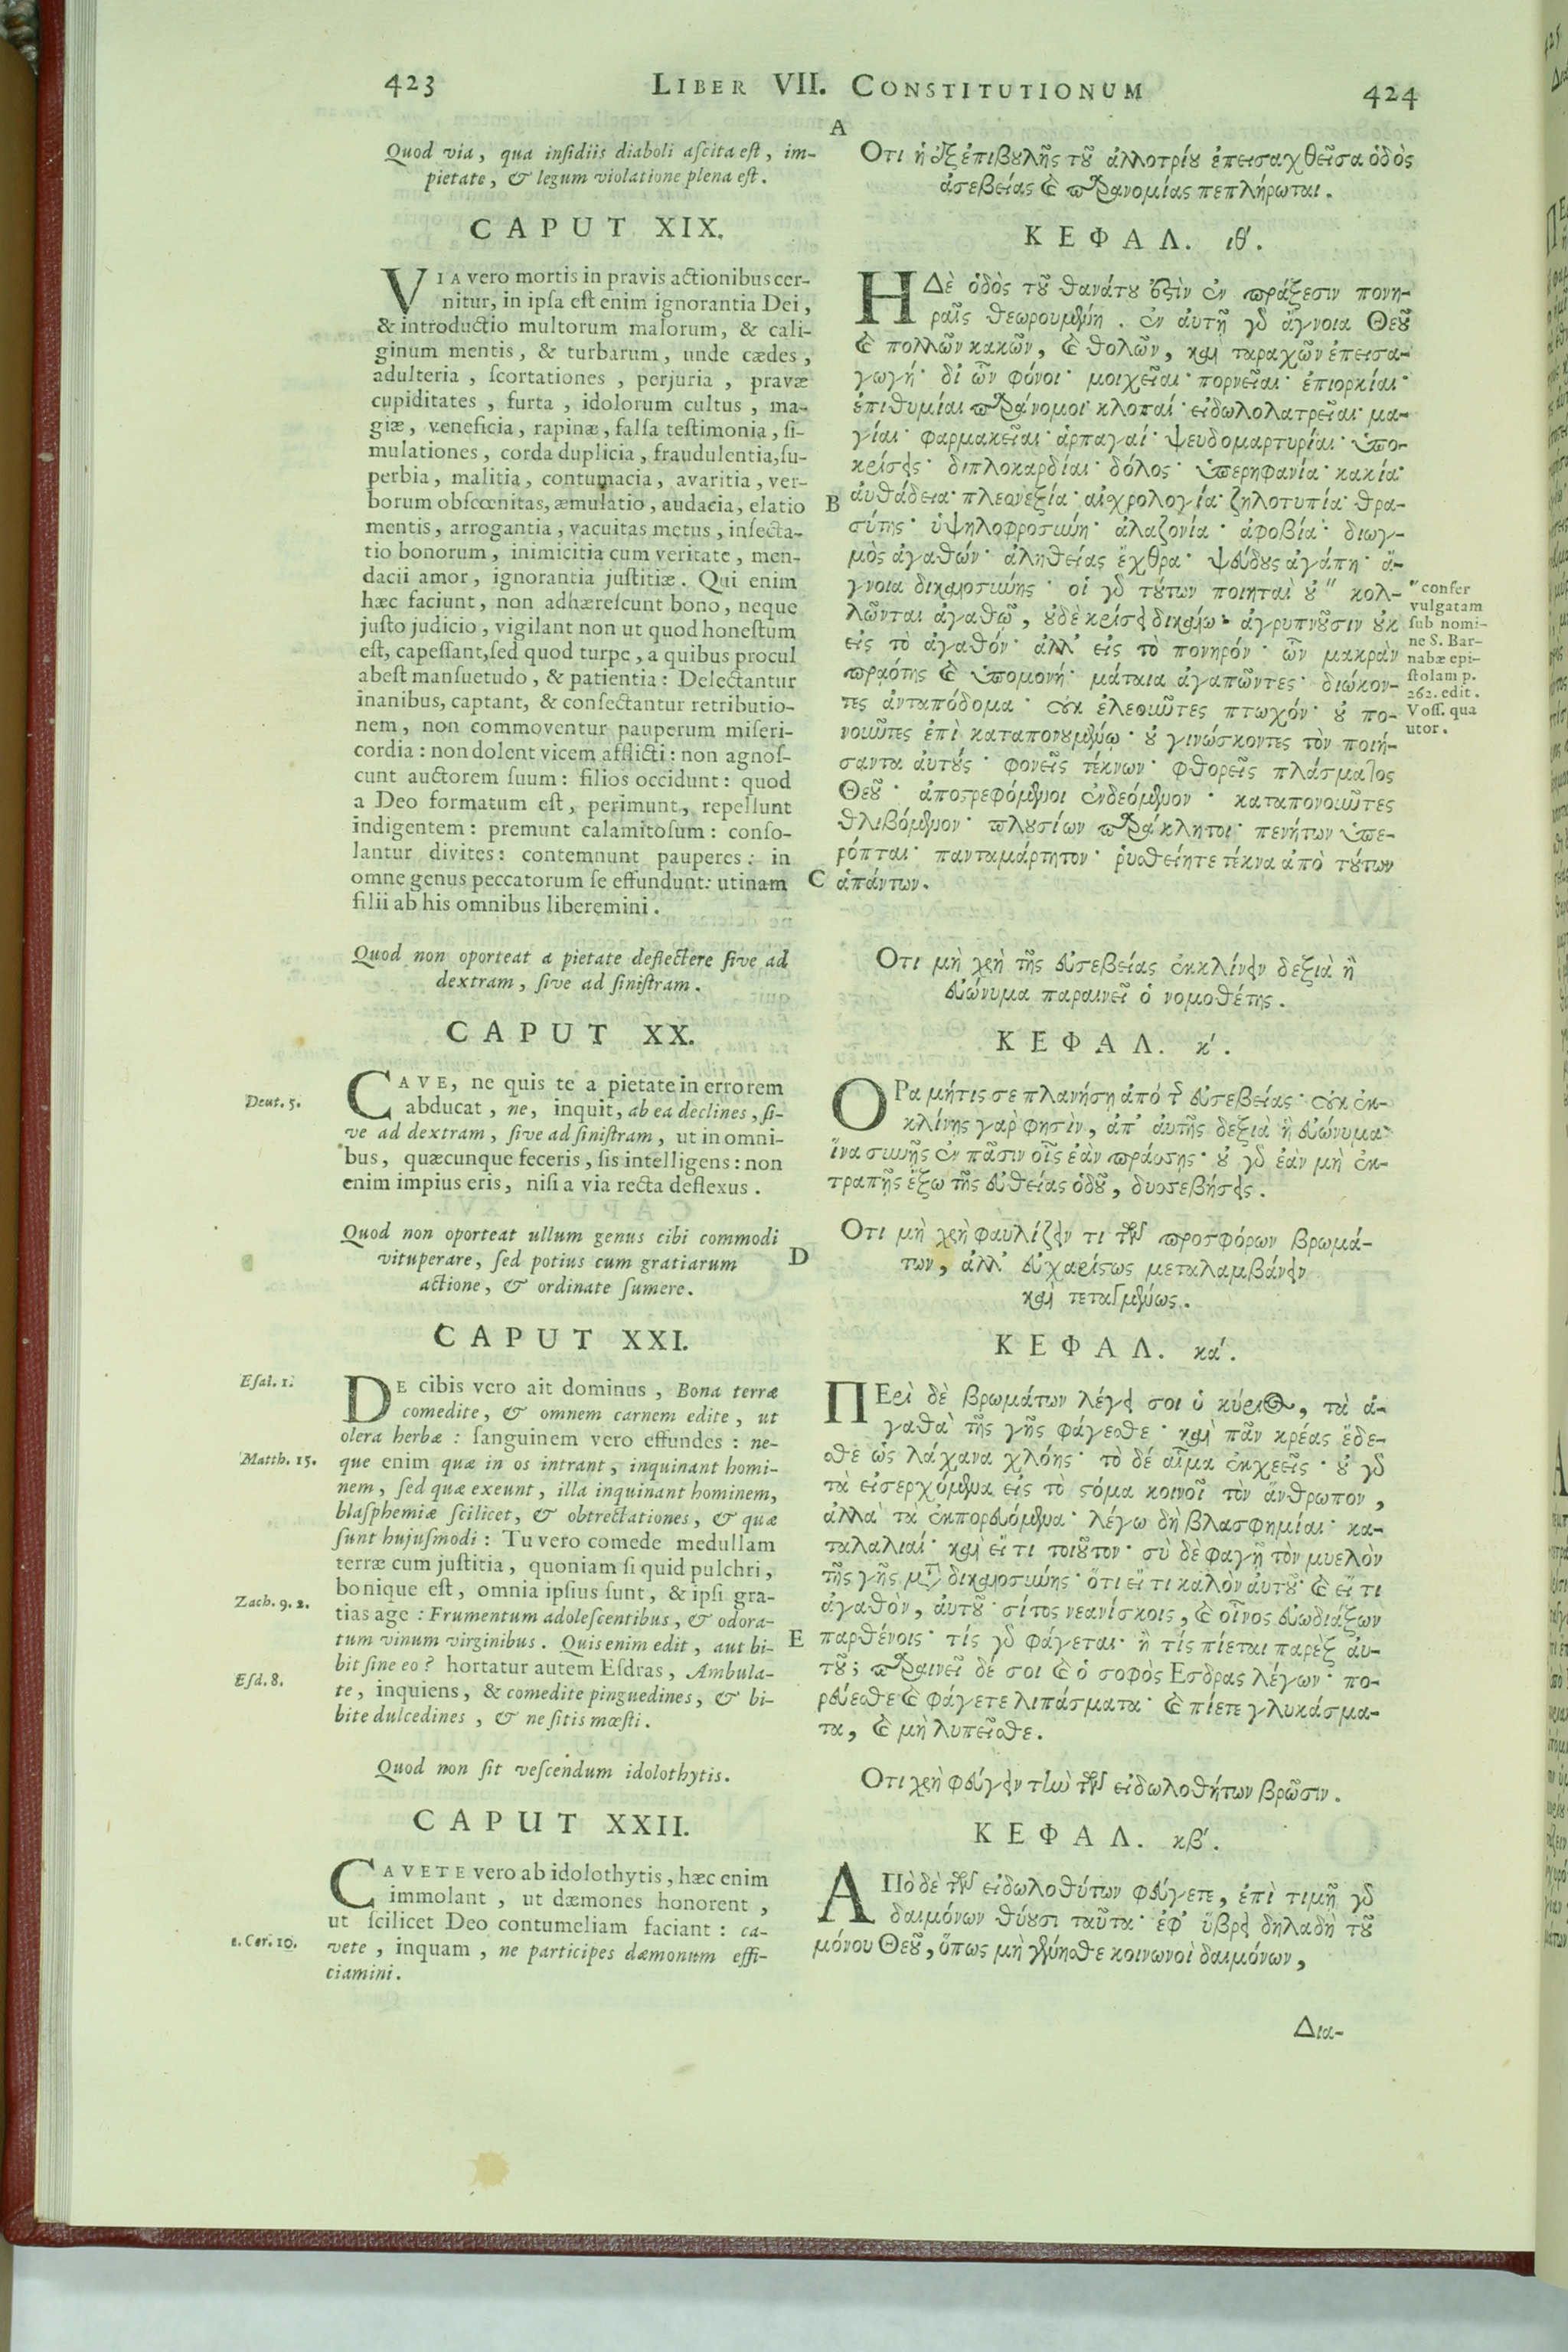 423
LIBER VII. CONSTITUTIONUM
424
Quod via, qua insidiis diaboli ascita est, im-
pietate, & legum violatione plena est.
CAPUT XIX.
VIA vero mortis in pravis actionibus cer-
nitur, in ipsa est enim ignorantia Dei,
& introductio multorum malorum, & cali-
ginum mentis, & turbarum, unde cædes,
adulteria, scortationes, perjuria, pravæ
cupiditates, furta, idolorum cultus, ma-
giæ, veneficia, rapinæ, falsa testimonia, si-
mulationes, corda duplicia, fraudulentia, su-
perbia, malitia, contumacia, avaritia, ver-
borum obscœnitas, æmulatio, audacia, elatio
mentis, arrogantia, vacuitas metus, insecta-
tio bonorum, inimicitia cum veritate, men-
dacii amor, ignorantia justitiæ. Qui enim
hæc faciunt, non adhærescunt bono, neque
justo judicio, vigilant non ut quod honestum
est, capessant, sed quod turpe, a quibus procul
abest mansuetudo, & patientia: Delectantur
inanibus, captant, & consectantur retributio-
nem, non commoventur pauperum miseri-
cordia: non dolent vicem afflicti: non agnos-
cunt auctorem suum: filios occidunt: quod
a Deo formatum est, perimunt, repellunt
indigentem: premunt calamitosum: conso-
lantur divites: contemnunt pauperes: in
omne genus peccatorum se effundunt: utinam
filii ab his omnibus liberemini.
Quod non oporteat a pietate deflectere sive ad
dextram, sive ad sinistram.
CAPUT XX.
Deut. 5.
CAVE, ne quis te a pietate in errorem
abducat, ne, inquit, ab ea declines, si-
ve ad dextram, sive ad sinistram, ut in omni-
bus, quæcunque feceris, sis intelligens: non
enim impius eris, nisi a via recta deflexus.
Quod non oporteat ullum genus cibi commodi
vituperare, sed potius cum gratiarum
actione, & ordinate sumere.
CAPUT XXI.
Esai. 1.
DE cibis vero ait dominus, Bona terræ
comedite, & omnem carnem edite, ut
olera herbæ: sanguinem vero effundes: ne-
Matth. 15.
que enim quæ in os intrant, inquinant homi-
nem, sed quæ exeunt, illa inquinant hominem,
blasphemiæ scilicet, & obtrectationes, & quæ
sunt hujusmodi: Tu vero comede medullam
terræ cum justitia, quoniam si quid pulchri,
bonique est, omnia ipsius sunt, & ipsi gra-
Zach. 9. 2.
tias age: Frumentum adolescentibus, & odora-
tum vinum virginibus. Quis enim edit, aut bi-
bit sine eo? hortatur autem Esdras, Ambula-
Esd. 8.
te, inquiens, & comedite pinguedines, & bi-
bite dulcedines, & ne sitis mœsti.
Quod non sit vescendum idolothytis.
CAPUT XXII.
CAVETE vero ab idolothytis, hæc enim
immolant, ut dæmones honorent,
ut scilicet Deo contumeliam faciant: ca-
1. Cor. 10.
vete, inquam, ne participes dæmonum effi-
ciamini.
A
B
C
D
E
Οτι ἡ ἐξ ἐπιβουλῆς τοῦ ἀλλοτρίου ἐπεισαχθεῖσα ὁδὸς
ἀσεβείας καὶ παρανομίας πεπλήρωται.
ΚΕΦΑΛ. ιθ'.
Η Δὲ ὁδὸς τοῦ θανάτου ἐστὶν ἐν πράξεσιν πονη-
ραῖς θεωρουμένη. ἐν αὐτῇ γὰρ ἄγνοια Θεοῦ
καὶ πολλῶν κακῶν, καὶ θολῶν, καὶ ταραχῶν ἐπεισα-
γωγή· δι' ὧν φόνοι· μοιχεῖαι· πορνεῖαι· ἐπιορκίαι·
ἐπιθυμίαι παράνομοι· κλοπαί· εἰδωλολατρεῖαι· μα-
γίαι· φαρμακεῖαι· ἁρπαγαί· ψευδομαρτυρίαι· ὑπο-
κρίσεις· διπλοκαρδίαι· δόλος· ὑπερηφανία· κακία·
αὐθάδεια· πλεονεξία· αἰχρολογία· ζηλοτυπία· θρα-
σύτης· ὑψηλοφροσύνη· ἀλαζονία· ἀφοβία· διωγ-
μὸς ἀγαθῶν· ἀληθείας ἔχθρα· ψεύδους ἀγάπη· ἄ-
γνοια δικαιοσύνης· οἱ γὰρ τούτων ποιηταὶ οὐ" κολ-
λῶνται ἀγαθῷ, οὐδὲ κρίσει δικαίῳ· ἀγρυπνοῦσιν οὐκ
εἰς τὸ ἀγαθόν· ἀλλ' εἰς τὸ πονηρόν· ὧν μακρὰν
πραότης καὶ ὑπομονή· μάταια ἀγαπῶντες· διώκον-
τες ἀνταπόδομα· οὐκ ἐλεοῦντες πτωχόν· οὐ πο-
νοῦντες ἐπὶ καταπονουμένῳ· οὐ γινώσκοντες τὸν ποιή-
σαντα αὐτούς· φονεῖς τέκνων· φθορεῖς πλάσματος
Θεοῦ· ἀποστρεφόμενοι ἐνδεόμενον· καταπονοῦντες
θλιβόμενον· πλουσίων παράκλητοι· πενήτων ὑπε-
ρόπται· πανταμάρτητοι· ῥυσθείητε τέκνα ἀπὸ τούτων
ἁπάντων.
" confer
vulgatam
sub nomi-
ne S. Bar-
nabæ epi-
stolam p.
262. edit.
Voss. qua
utor.
Οτι μὴ χρὴ τῆς εὐσεβείας ἐκκλίνειν δεξιὰ ἢ
εὐώνυμα παραινεῖ ὁ νομοθέτης.
ΚΕΦΑΛ. κ'.
ΟΡα μήτις σε πλανήσῃ ἀπὸ τῆς εὐσεβείας· οὐκ ἐκ-
κλίνης γὰρ φησὶν, ἀπ' αὐτῆς δεξιὰ ἢ εὐώνυμα·
ἵνα συνῇς ἐν πᾶσιν οἷς ἐὰν πράσσης· οὐ γὰρ ἐὰν μὴ ἐκ-
τραπῇς ἔξω τῆς εὐθείας ὁδοῦ, δυσσεβήσεις.
Οτι μὴ χρὴ φαυλίζειν τι τῶν προσφόρων βρωμά-
των, ἀλλ' εὐχαρίστως μεταλαμβάνειν
καὶ τεταγμένως.
ΚΕΦΑΛ. κα'.
ΠΕρὶ δὲ βρωμάτων λέγει σοι ὁ κύριος, τὰ ἀ-
γαθὰ τῆς γῆς φάγεσθε· καὶ πᾶν κρέας ἔδε-
σθε ὡς λάχανα χλόης· τὸ δέ αἷμα ἐκχεεῖς· οὐ γὰρ
τὰ εἰσερχόμενα εἰς τὸ στόμα κοινοῖ τὸν ἄνθρωπον,
ἀλλὰ τὰ ἐκπορευόμενα· λέγω δὴ βλασφημίαι· κα-
ταλαλιαί· καὶ εἴ τι τοιοῦτον· σὺ δὲ φαγῇ τὸν μυελὸν
τῆς γῆς μετὰ δικαιοσύνης· ὅτι εἴ τι καλὸν αὐτοῦ· καὶ εἴ τι
ἀγαθὸν, αὐτοῦ· σίτος νεανίσκοις, καὶ οἶνος εὐωδιάζων
παρθένοις· τίς γὰρ φάγεται· ἢ τίς πίεται παρὲξ αὐ-
τοῦ; παραινεῖ δέ σοι καὶ ὁ σοφὸς Εσδρας λέγων· πο-
ρεύεσθε καὶ φάγετε λιπάσματα· καὶ πίετε γλυκάσμα-
τα, καὶ μὴ λυπεῖσθε.
Οτι χρὴ φεύγειν τὴν τῶν εἰδωλοθήτων βρῶσιν.
ΚΕΦΑΛ. κβ'.
ΑΠὸ δὲ τῶν εἰδωλοθύτων φεύγετε, ἐπὶ τιμῇ γὰρ
δαιμόνων θύουσι ταῦτα· ἐφ' ὕβρει δηλαδὴ τοῦ
μόνου Θεοῦ, ὅπως μὴ γένησθε κοινωνοὶ δαιμόνων,
Δια-